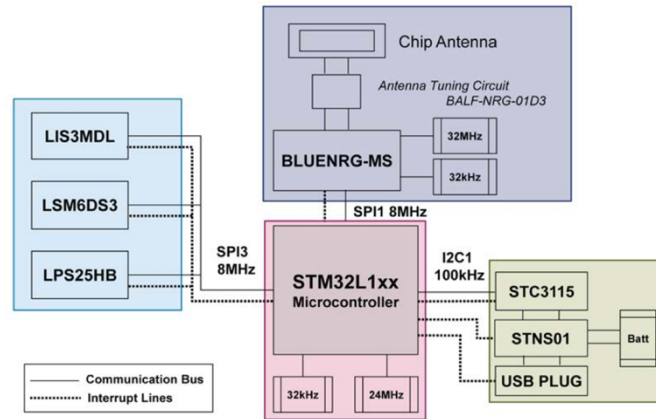 Chip Antenna
Antenna Tuning Circuit
BALF-NRG-01D3
BLUENRG-MS
32MHz
32kHz
LIS3MDL
LSM6DS3
LPS25HB
SPI3
8MHz
SPI1 8MHz
STM32L1xx
Microcontroller
32kHz
24MHz
I2C1
100kHz
STC3115
STNS01
Batt
USB PLUG
Communication Bus
Interrupt Lines